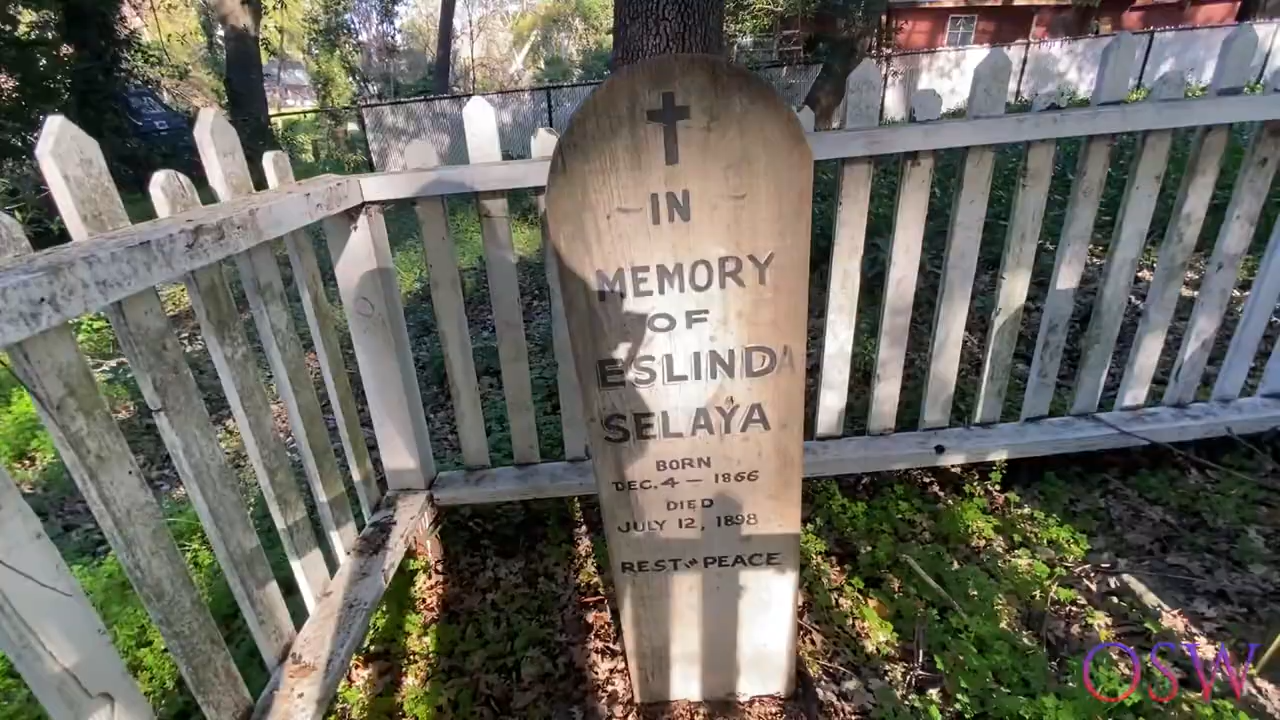 IN
MEMORY
OF
ESLINDA
SELAYA
BORN
DEC. 4 — 1866
DIED
JULY 12, 1898
REST IN PEACE
OSW